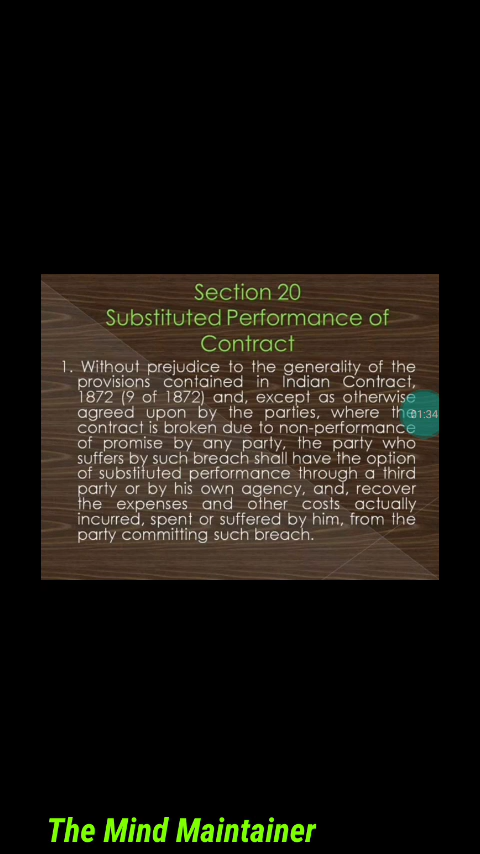 Section 20
Substituted Performance of
Contract
1. Without prejudice to the generality of the
provisions contained in Indian Contract,
1872 (9 of 1872) and, except as otherwise
agreed upon by the parties, where the
contract is broken due to non-performance
of promise by any party, the party who
suffers by such breach shall have the option
of substituted performance through a third
party or by his own agency, and, recover
the expenses and other costs actually
incurred, spent or suffered by him, from the
party committing such breach.
01:34
The Mind Maintainer